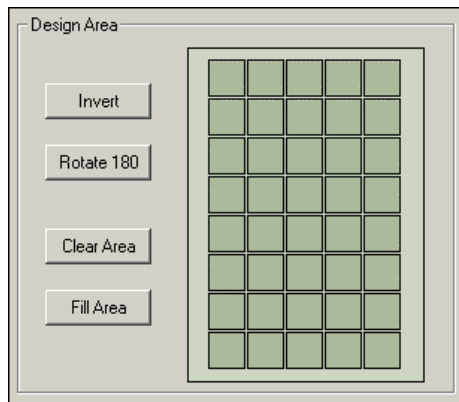 Design Area
Invert
Rotate 180
Clear Area
Fill Area